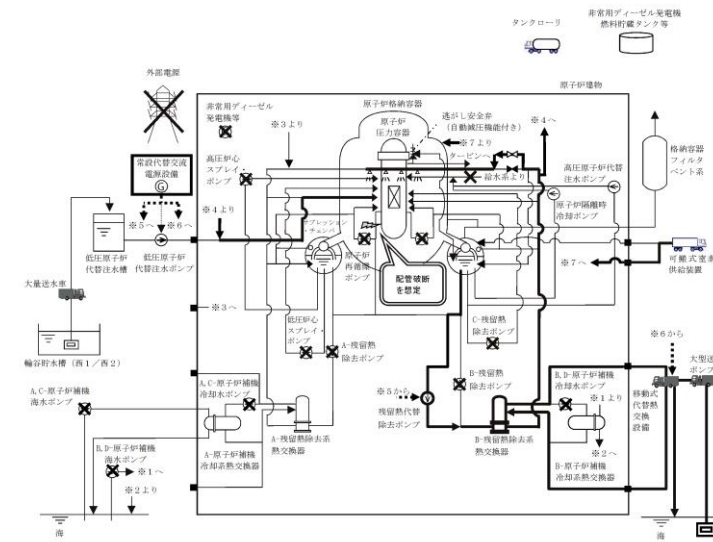 タンクローリ
非常用ディーゼル発電機
燃料貯蔵タンク等
外部電源
原子炉建物
非常用ディーゼル
発電機等
※３より
原子炉格納容器
原子炉
圧力容器
逃がし安全弁
(自動減圧機能付き)
※４へ
※７より
タービンへ
給水系より
格納容器
フィルタ
ベント系
高圧炉心
スプレイ・
ポンプ
高圧原子炉代替
注水ポンプ
原子炉隔離時
冷却ポンプ
常設代替交流
電源設備
G
※５へ
※６へ
※４より
低圧原子炉
代替注水槽
低圧原子炉
代替注水ポンプ
サプレッション
・チェンバ
原子炉
再循環
ポンプ
配管破断
を想定
※７へ
可搬式窒素
供給装置
大量送水車
※３へ
輪谷貯水槽（西１／西２）
低圧炉心
スプレイ・
ポンプ
A-残留熱
除去ポンプ
C-残留熱
除去ポンプ
B-残留熱
除去ポンプ
※６から
大型送
ポンプ
移動式
代替熱
交換
設備
A,C-原子炉補機
海水ポンプ
A,C-原子炉補機
冷却水ポンプ
※５から
残留熱代替
除去ポンプ
B,D-原子炉補機
冷却水ポンプ
※１より
※２へ
B,D-原子炉補機
海水ポンプ
※１へ
※２より
A-原子炉補機
冷却系熱交換器
A-残留熱除去系
熱交換器
B-残留熱除去系
熱交換器
B-原子炉補機
冷却系熱交換器
海
海